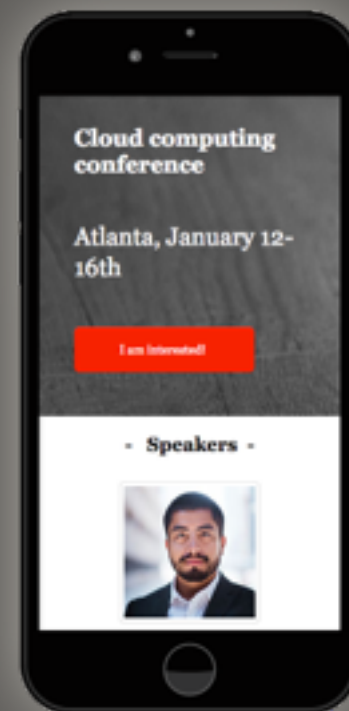 Cloud computing
conference
Atlanta, January 12-
16th
I am interested!
- Speakers -